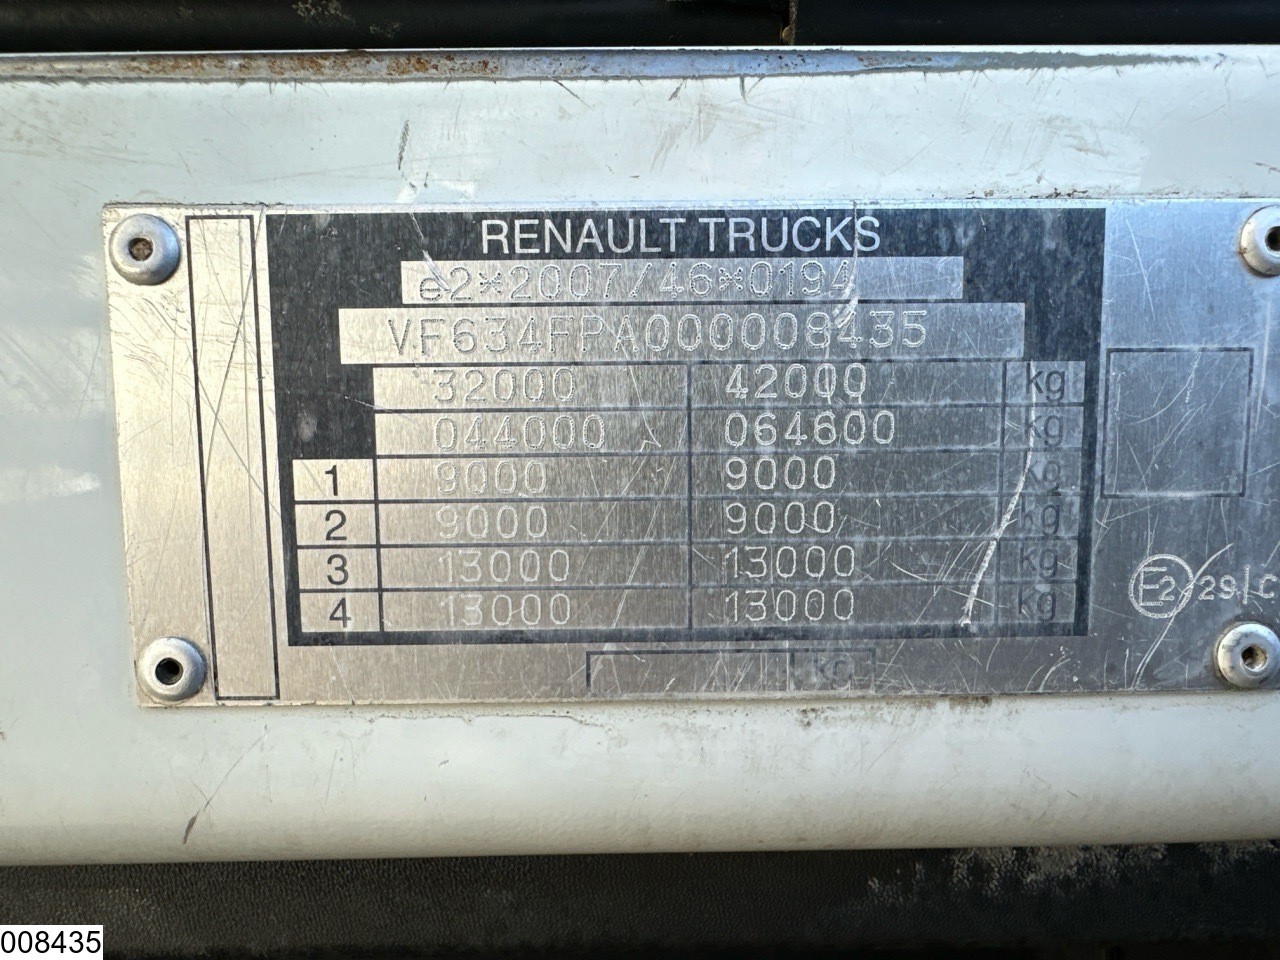 RENAULT TRUCKS
e2*2007/46*0194
VF634FPA000008435
32000 42000 kg
044000 064600 kg
1 9000 9000 kg
2 9000 9000 kg
3 13000 13000 kg
4 13000 13000 kg
kg
E2 29/C
008435